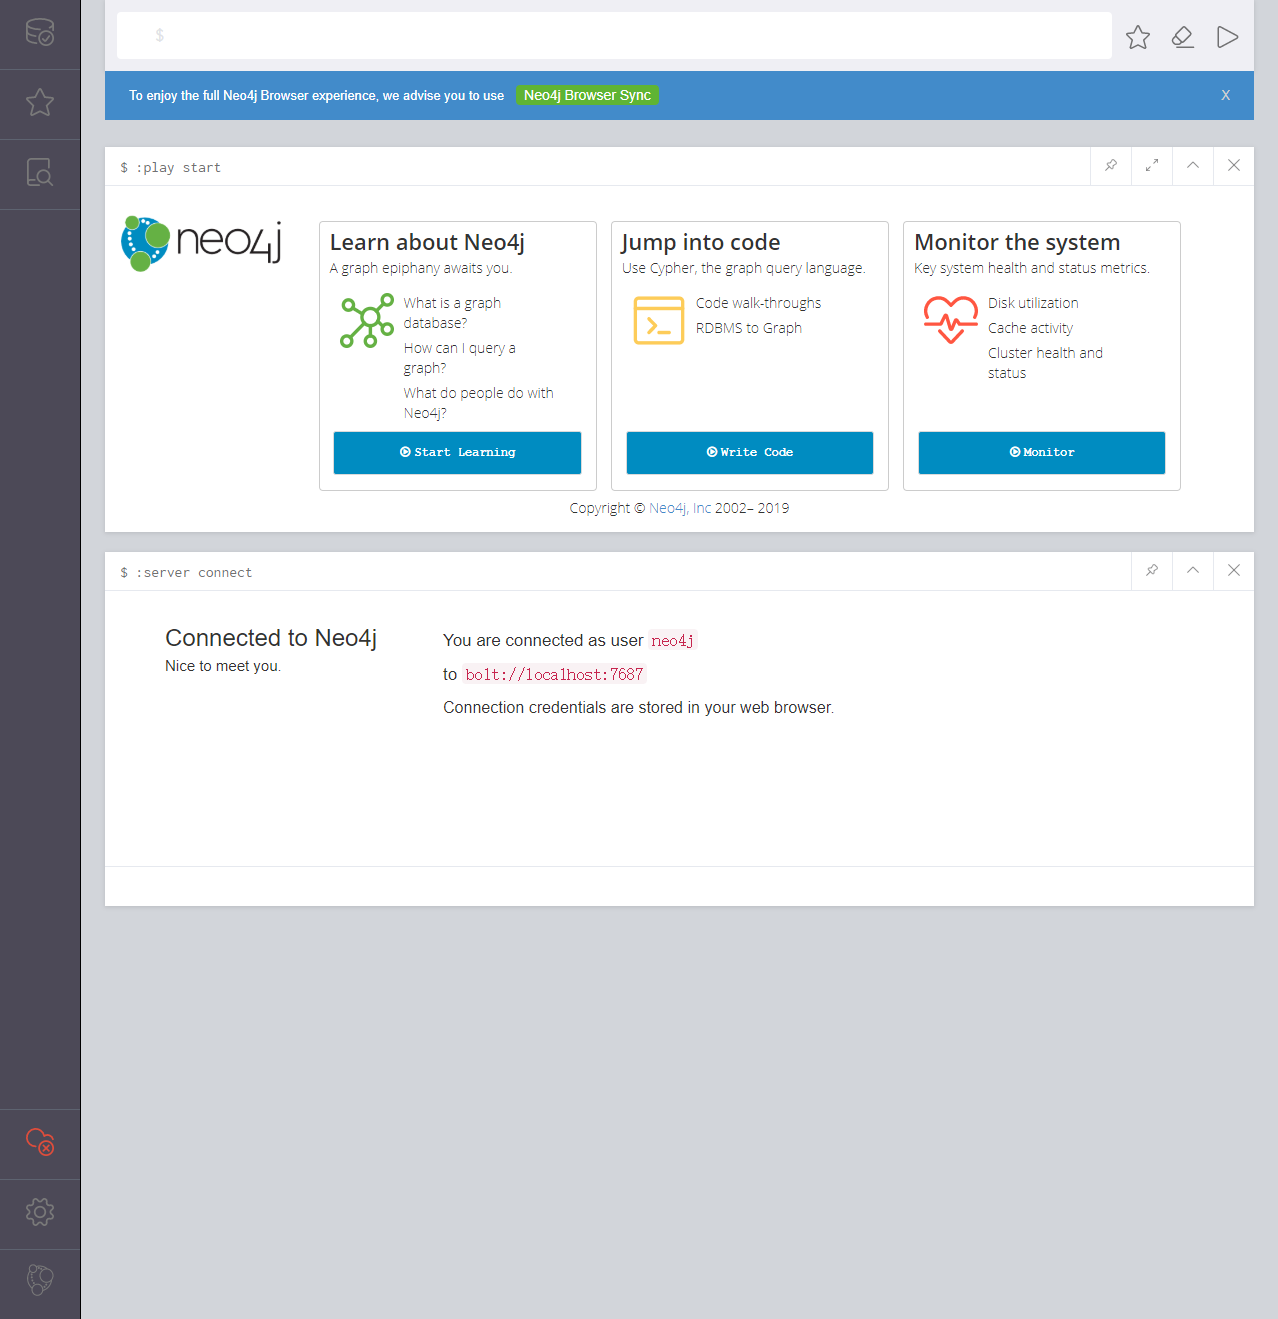 $
To enjoy the full Neo4j Browser experience, we advise you to use Neo4j Browser Sync X
$ :play start
neo4j
Learn about Neo4j
A graph epiphany awaits you.
What is a graph
database?
How can I query a
graph?
What do people do with
Neo4j?
Start Learning
Jump into code
Use Cypher, the graph query language.
Code walk-throughs
RDBMS to Graph
Write Code
Monitor the system
Key system health and status metrics.
Disk utilization
Cache activity
Cluster health and
status
Monitor
Copyright © Neo4j, Inc 2002– 2019
$ :server connect
Connected to Neo4j
Nice to meet you.
You are connected as user neo4j
to bolt://localhost:7687
Connection credentials are stored in your web browser.